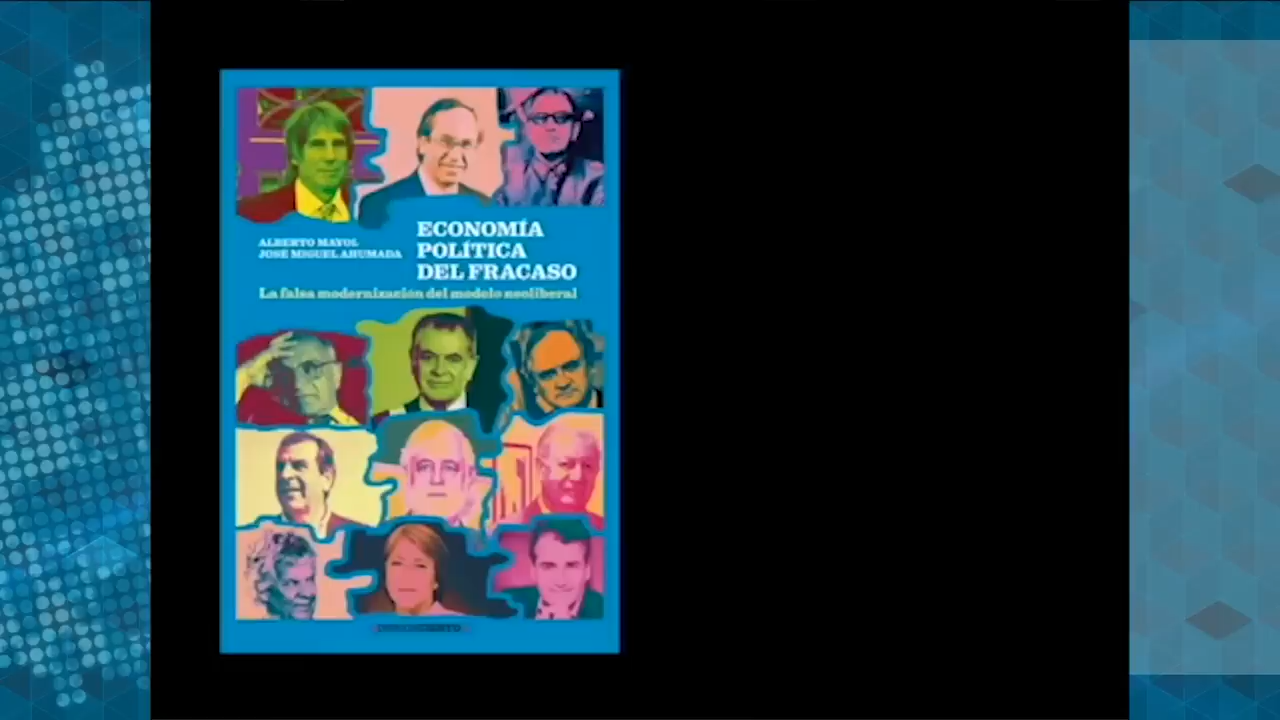 ALBERTO MAYOL
JOSÉ MIGUEL AHUMADA
ECONOMÍA
POLÍTICA
DEL FRACASO
La falsa modernización del modelo neoliberal